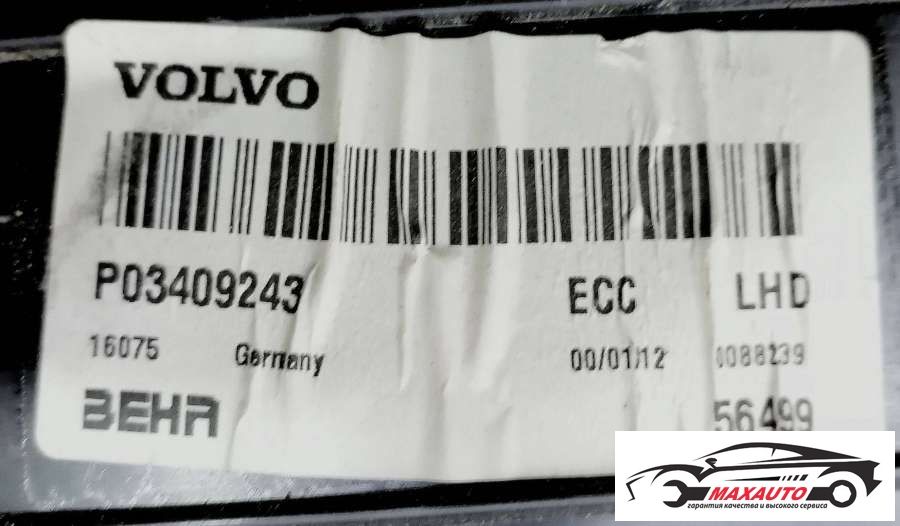 VOLVO
P03409243 ECC LHD
16075 Germany 00/01/12 0088239
BEHR 56499
MAXAUTO
гарантия качества и высокого сервиса